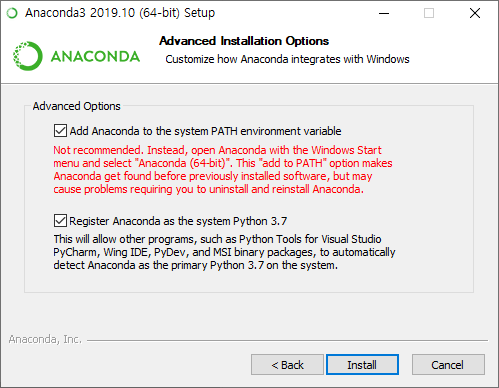 Anaconda3 2019.10 (64-bit) Setup
ANACONDA
Advanced Installation Options
Customize how Anaconda integrates with Windows
Advanced Options
Add Anaconda to the system PATH environment variable
Not recommended. Instead, open Anaconda with the Windows Start
menu and select "Anaconda (64-bit)". This "add to PATH" option makes
Anaconda get found before previously installed software, but may
cause problems requiring you to uninstall and reinstall Anaconda.
Register Anaconda as the system Python 3.7
This will allow other programs, such as Python Tools for Visual Studio
PyCharm, Wing IDE, PyDev, and MSI binary packages, to automatically
detect Anaconda as the primary Python 3.7 on the system.
Anaconda, Inc.
< Back
Install
Cancel